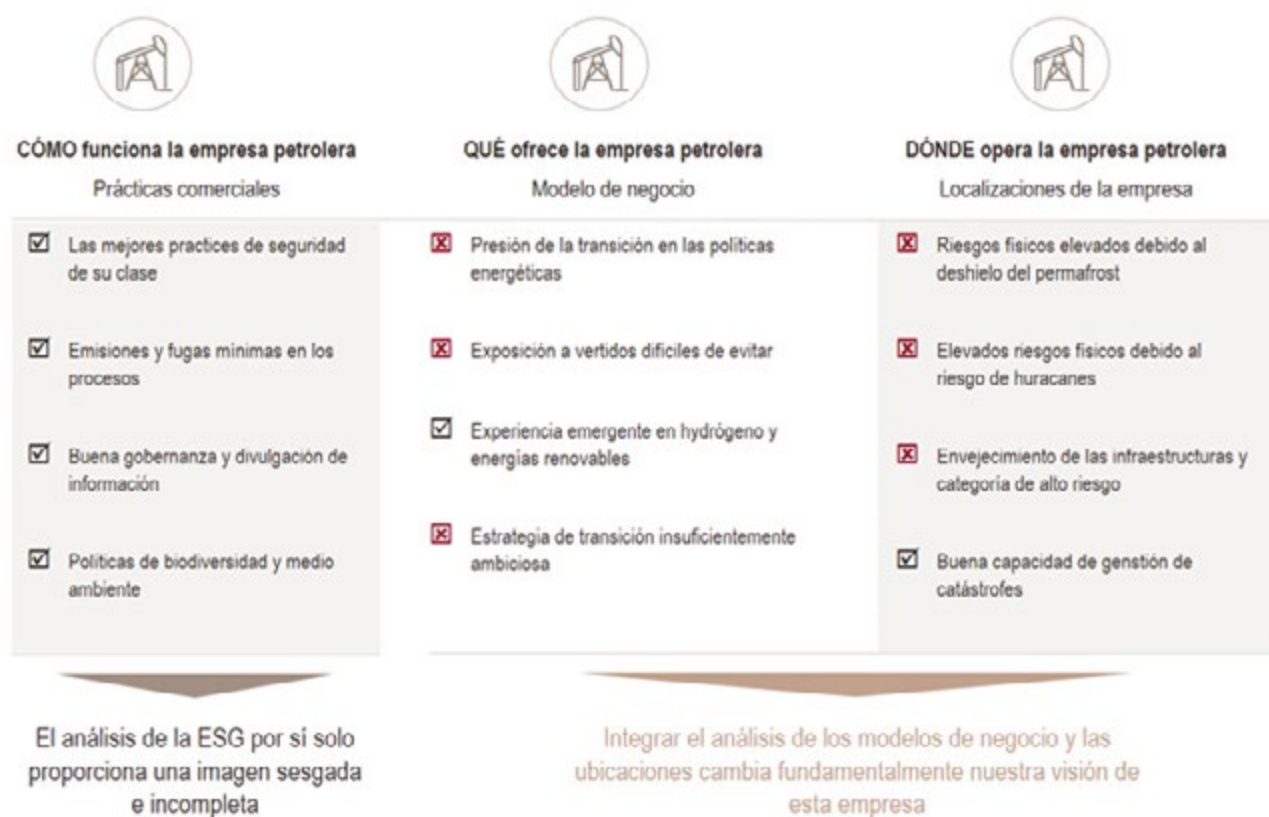 CÓMO funciona la empresa petrolera
Prácticas comerciales
Las mejores practices de seguridad
de su clase
Emisiones y fugas mínimas en los
procesos
Buena gobernanza y divulgación de
información
Políticas de biodiversidad y medio
ambiente
El análisis de la ESG por sí solo
proporciona una imagen sesgada
e incompleta
QUÉ ofrece la empresa petrolera
Modelo de negocio
Presión de la transición en las políticas
energéticas
Exposición a vertidos difíciles de evitar
Experiencia emergente en hydrógeno y
energías renovables
Estrategia de transición insuficientemente
ambiciosa
DÓNDE opera la empresa petrolera
Localizaciones de la empresa
Riesgos físicos elevados debido al
deshielo del permafrost
Elevados riesgos físicos debido al
riesgo de huracanes
Envejecimiento de las infraestructuras y
categoría de alto riesgo
Buena capacidad de genstión de
catástrofes
Integrar el análisis de los modelos de negocio y las
ubicaciones cambia fundamentalmente nuestra visión de
esta empresa